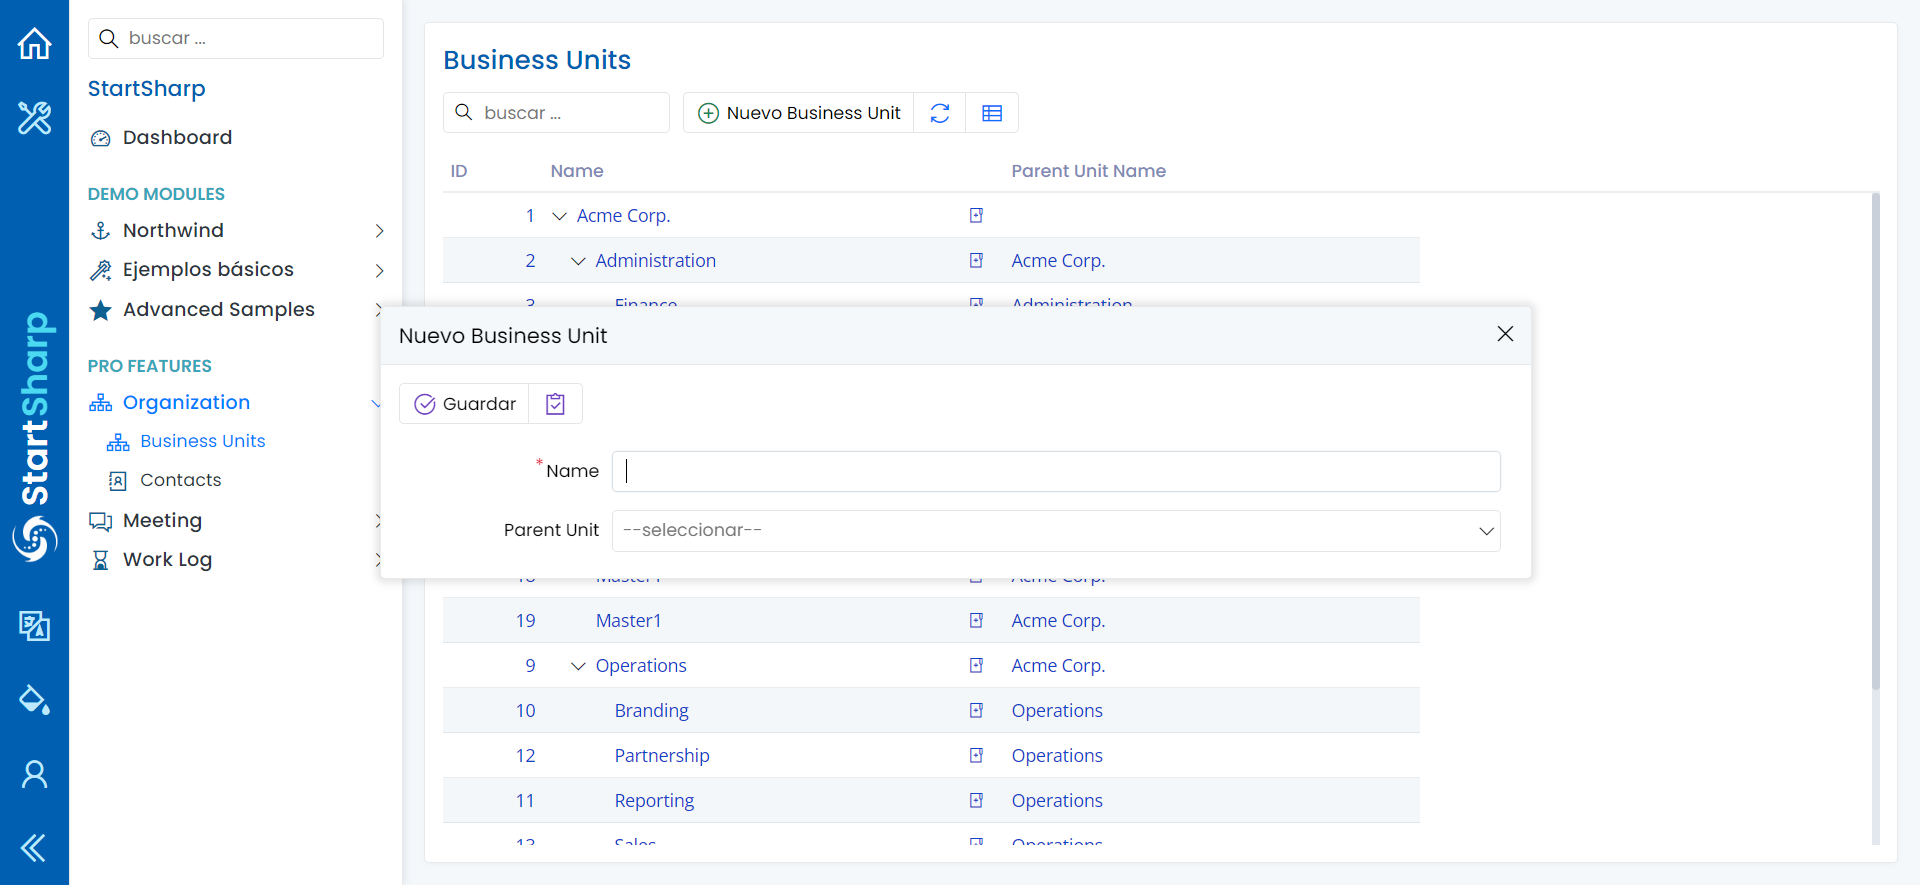 buscar ...
StartSharp
Dashboard
DEMO MODULES
Northwind
Ejemplos básicos
Advanced Samples
PRO FEATURES
Organization
Business Units
Contacts
Meeting
Work Log
StartSharp
Business Units
buscar ...
Nuevo Business Unit
ID Name Parent Unit Name
1 Acme Corp.
2 Administration Acme Corp.
3 Finance Administration
Nuevo Business Unit
Guardar
* Name
Parent Unit --seleccionar--
18 Master1 Acme Corp.
19 Master1 Acme Corp.
9 Operations Acme Corp.
10 Branding Operations
12 Partnership Operations
11 Reporting Operations
13 Sales Operations